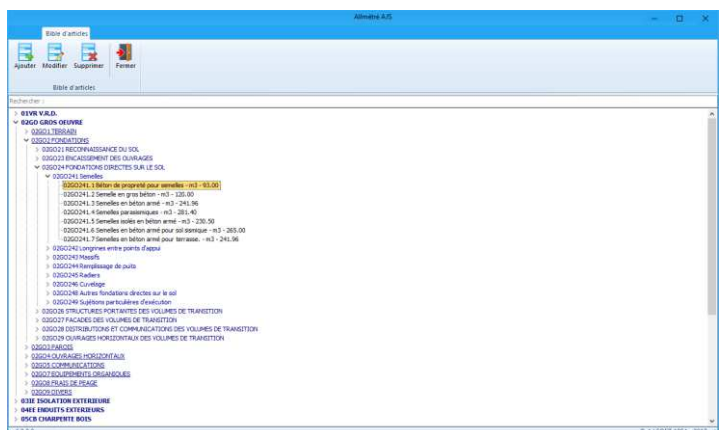 Allmétré AJS
Bible d'articles
Ajouter Modifier Supprimer Fermer
Bible d'articles
Rechercher :
01VR V.R.D.
02GO GROS OEUVRE
02GO1 TERRAIN
02GO2 FONDATIONS
02GO21 RECONNAISSANCE DU SOL
02GO23 ENCAISSEMENT DES OUVRAGES
02GO24 FONDATIONS DIRECTES SUR LE SOL
02GO241 Semelles
02GO241.1 Béton de propreté pour semelles - m3 - 93.00
02GO241.2 Semelle en gros béton - m3 - 120.00
02GO241.3 Semelles en béton armé - m3 - 241.96
02GO241.4 Semelles parasismiques - m3 - 281.40
02GO241.5 Semelles isolés en béton armé - m3 - 230.50
02GO241.6 Semelles en béton armé pour sol sismique - m3 - 265.00
02GO241.7 Semelles en béton armé pour terrasse. - m3 - 241.96
02GO242 Longrines entre points d'appui
02GO243 Massifs
02GO244 Remplissage de puits
02GO245 Radiers
02GO246 Cuvelage
02GO248 Autres fondations directes sur le sol
02GO249 Sujétions particulières d'exécution
02GO26 STRUCTURES PORTANTES DES VOLUMES DE TRANSITION
02GO27 FACADES DES VOLUMES DE TRANSITION
02GO28 DISTRIBUTIONS ET COMMUNICATIONS DES VOLUMES DE TRANSITION
02GO29 OUVRAGES HORIZONTAUX DES VOLUMES DE TRANSITION
02GO3 PAROIS
02GO4 OUVRAGES HORIZONTAUX
02GO5 COMMUNICATIONS
02GO7 EQUIPEMENTS ORGANIQUES
02GO8 FRAIS DE PEAGE
02GO9 DIVERS
03IE ISOLATION EXTERIEURE
04EE ENDUITS EXTERIEURS
05CB CHARPENTE BOIS